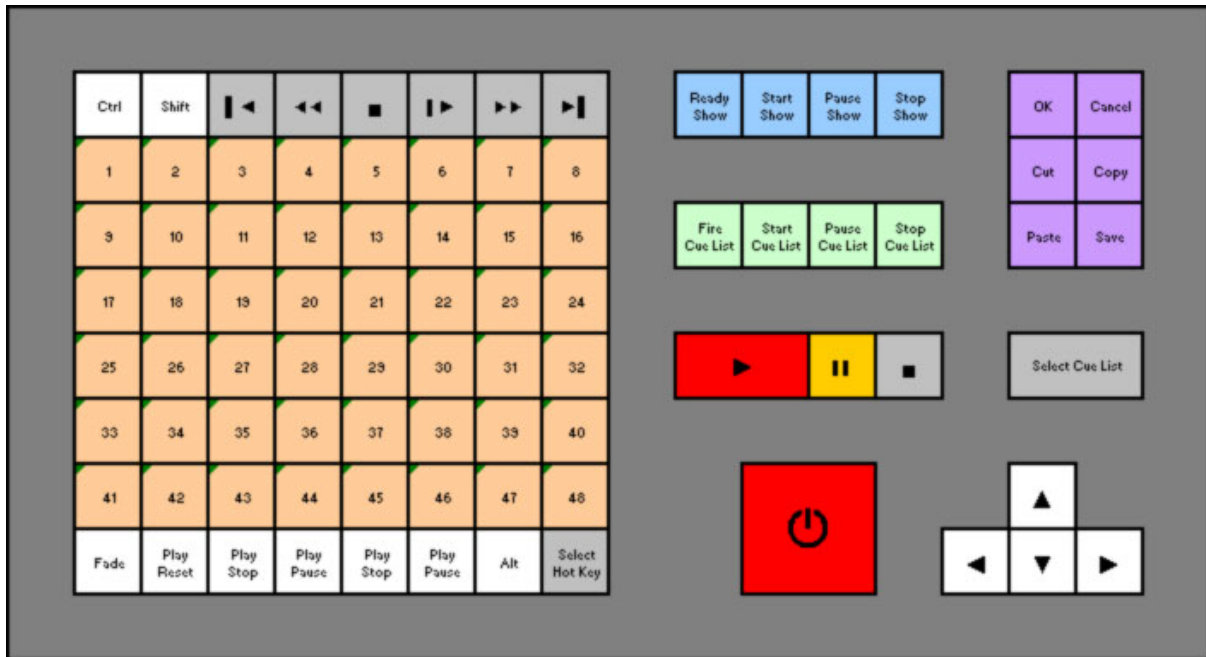 Ctrl Shift
1 2 3 4 5 6 7 8
9 10 11 12 13 14 15 16
17 18 19 20 21 22 23 24
25 26 27 28 29 30 31 32
33 34 35 36 37 38 39 40
41 42 43 44 45 46 47 48
Fade
Play
Reset
Play
Stop
Play
Pause
Play
Stop
Play
Pause
Alt
Select
Hot Key
Ready
Show
Start
Show
Pause
Show
Stop
Show
Fire
Cue List
Start
Cue List
Pause
Cue List
Stop
Cue List
OK Cancel
Cut Copy
Paste Save
Select Cue List